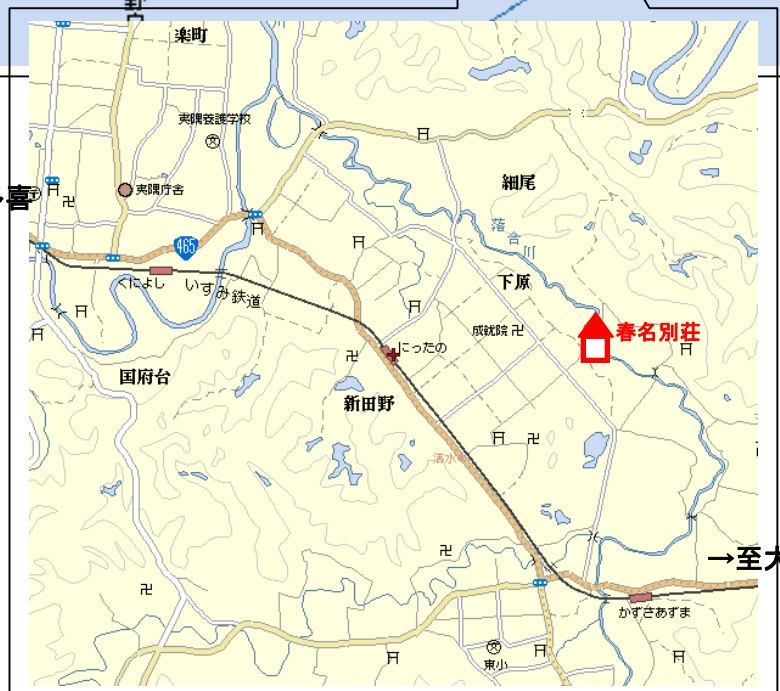 野
楽町
夷隅養護学校
細尾
夷隅庁舎
喜
落合川
465
下原
くによし
いすみ鉄道
成就院
春名別荘
にったの
国府台
新田野
清水
→至大
かずさあずま
東小